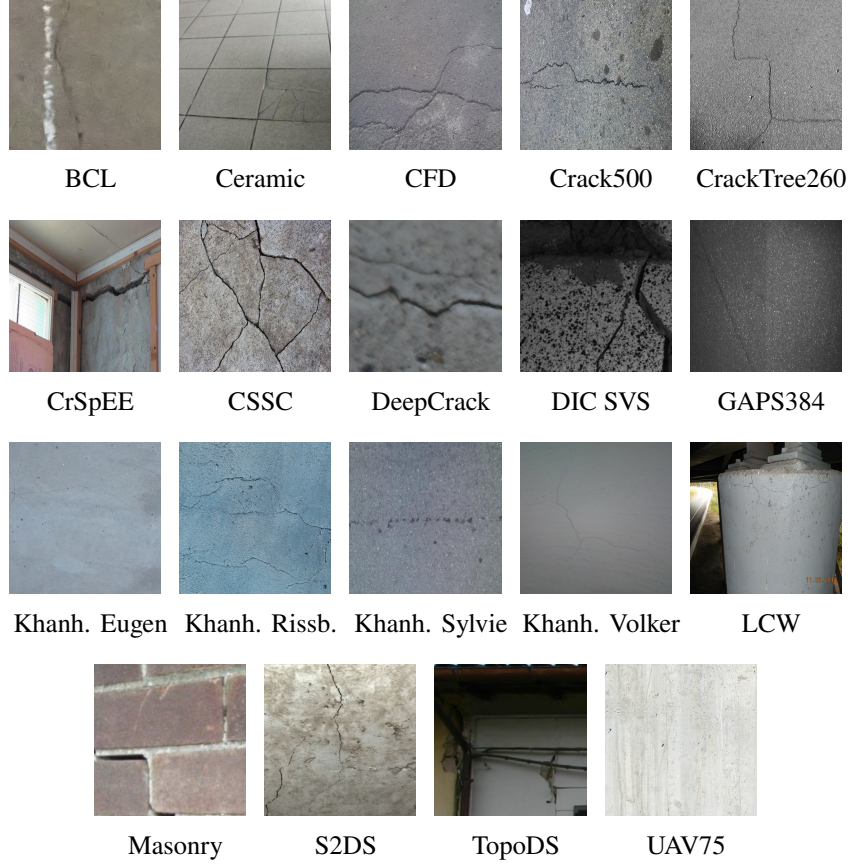 BCL Ceramic CFD Crack500 CrackTree260
CrSpEE CSSC DeepCrack DIC SVS GAPS384
Khanh. Eugen Khanh. Rissb. Khanh. Sylvie Khanh. Volker LCW
Masonry S2DS TopoDS UAV75